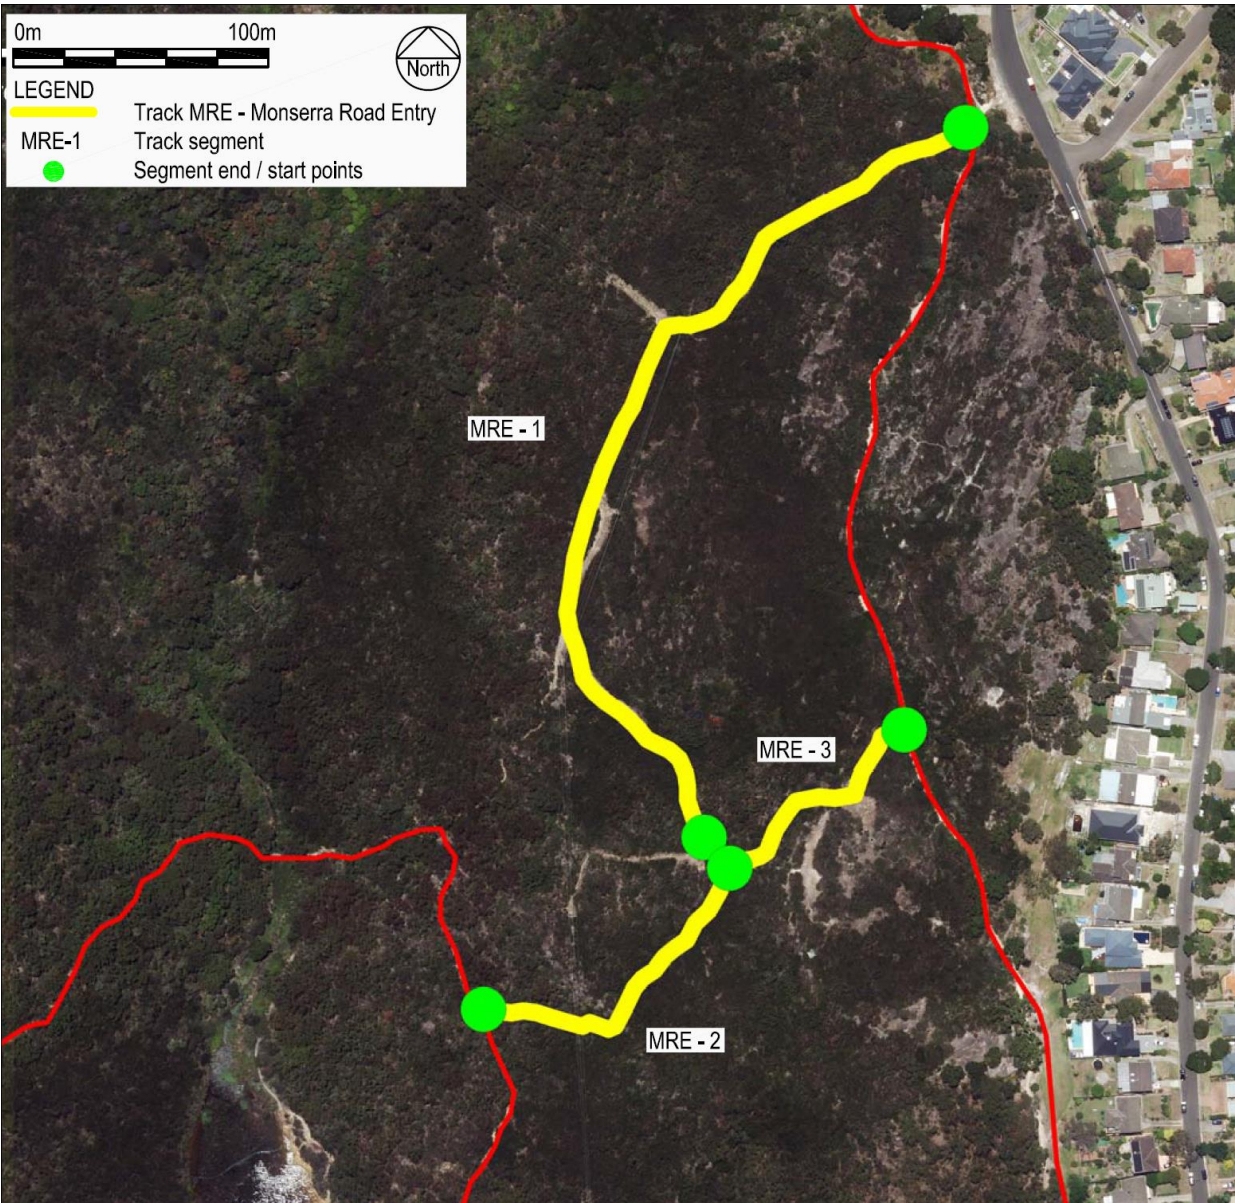 0m 100m
North
LEGEND
Track MRE - Monserra Road Entry
MRE-1 Track segment
Segment end / start points
MRE - 1
MRE - 3
MRE - 2